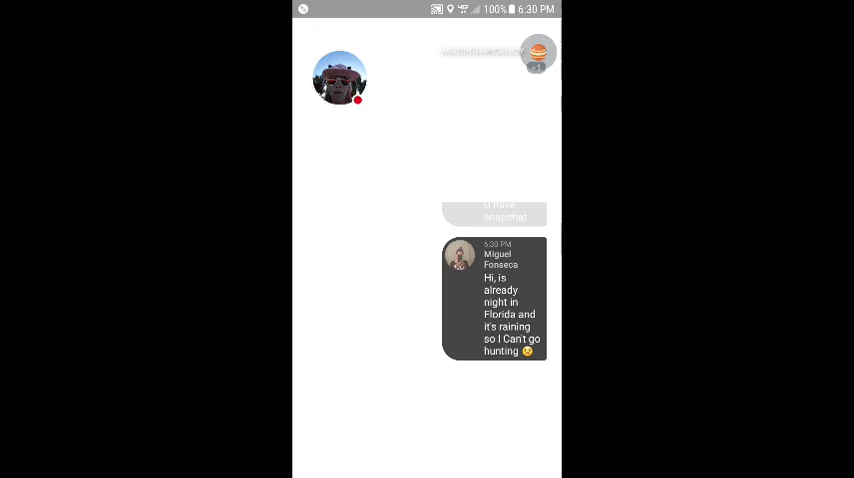 100% 6:30 PM
+1
u have
snapchat
6:30 PM
Miguel
Fonseca
Hi, is
already
night in
Florida and
it's raining
so I Can't go
hunting 😢